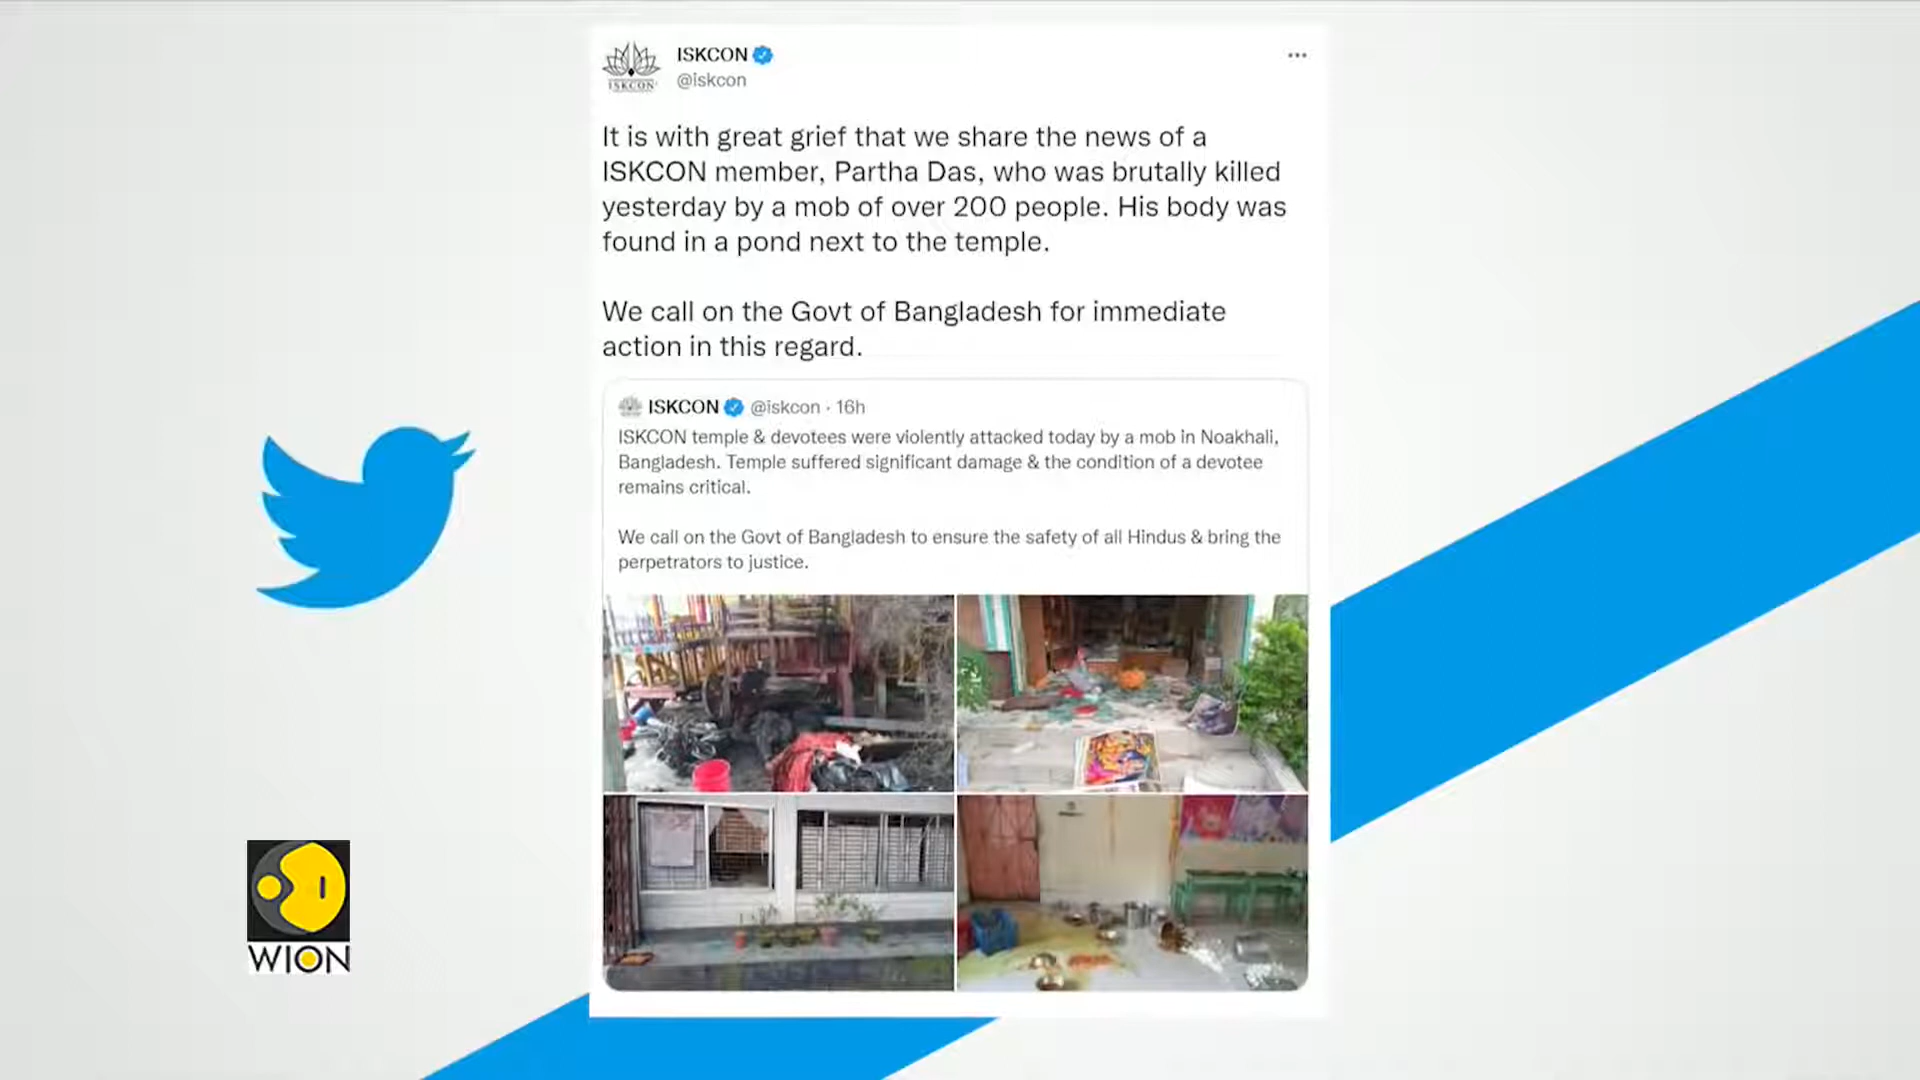 ISKCON
@iskcon
ISKCON
It is with great grief that we share the news of a
ISKCON member, Partha Das, who was brutally killed
yesterday by a mob of over 200 people. His body was
found in a pond next to the temple.
We call on the Govt of Bangladesh for immediate
action in this regard.
ISKCON @iskcon · 16h
ISKCON temple & devotees were violently attacked today by a mob in Noakhali,
Bangladesh. Temple suffered significant damage & the condition of a devotee
remains critical.
We call on the Govt of Bangladesh to ensure the safety of all Hindus & bring the
perpetrators to justice.
WION